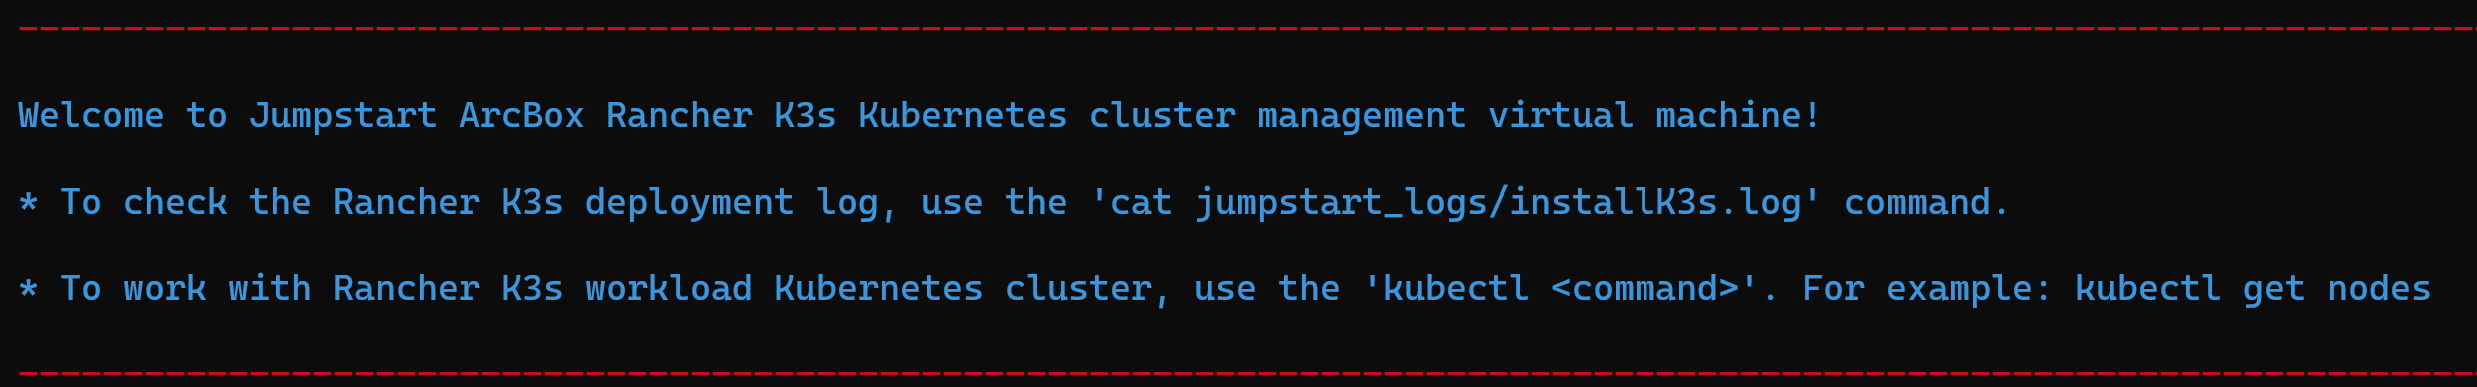 Welcome to Jumpstart ArcBox Rancher K3s Kubernetes cluster management virtual machine!
* To check the Rancher K3s deployment log, use the 'cat jumpstart_logs/installK3s.log' command.
* To work with Rancher K3s workload Kubernetes cluster, use the 'kubectl <command>'. For example: kubectl get nodes